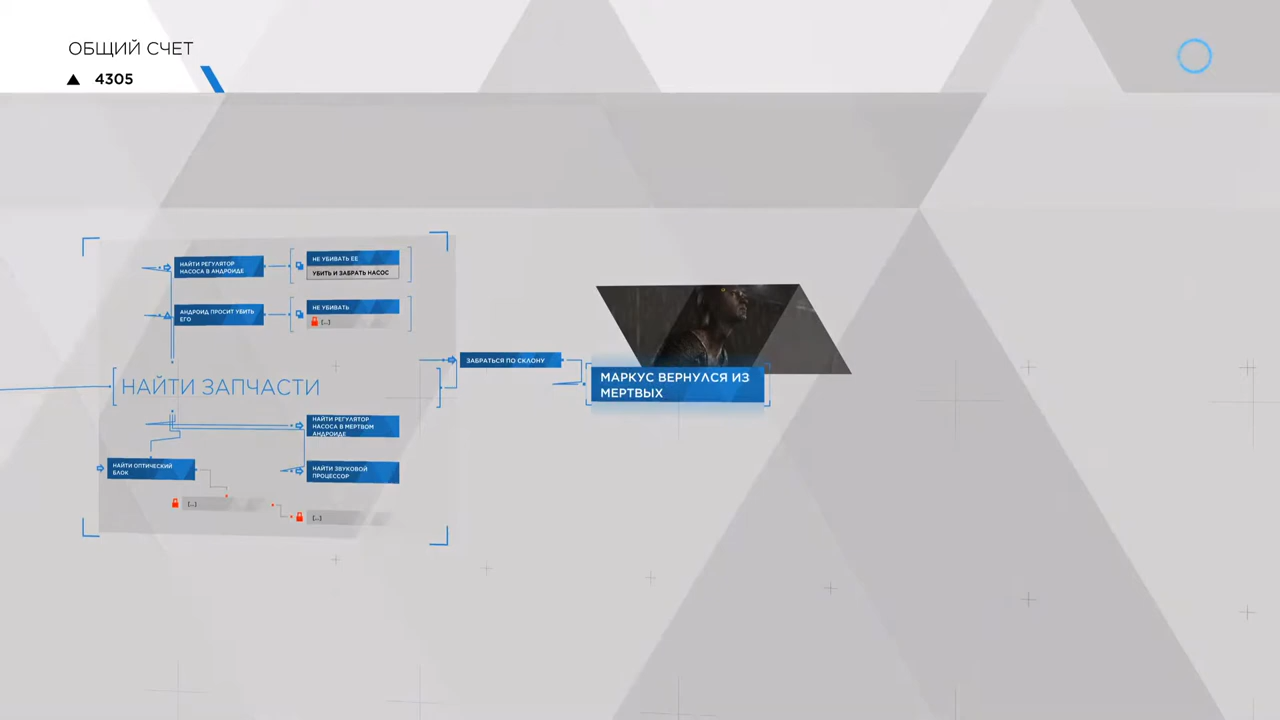 ОБЩИЙ СЧЕТ
4305
НАЙТИ РЕГУЛЯТОР
НАСОСА В АНДРОИДЕ
НЕ УБИВАТЬ ЕЕ
УБИТЬ И ЗАБРАТЬ НАСОС
АНДРОИД ПРОСИТ УБИТЬ
ЕГО
НЕ УБИВАТЬ
[...]
ЗАБРАТЬСЯ ПО СКЛОНУ
НАЙТИ ЗАПЧАСТИ
МАРКУС ВЕРНУЛСЯ ИЗ
МЕРТВЫХ
НАЙТИ РЕГУЛЯТОР
НАСОСА В МЕРТВОМ
АНДРОИДЕ
НАЙТИ ОПТИЧЕСКИЙ
БЛОК
НАЙТИ ЗВУКОВОЙ
ПРОЦЕССОР
[...]
[...]